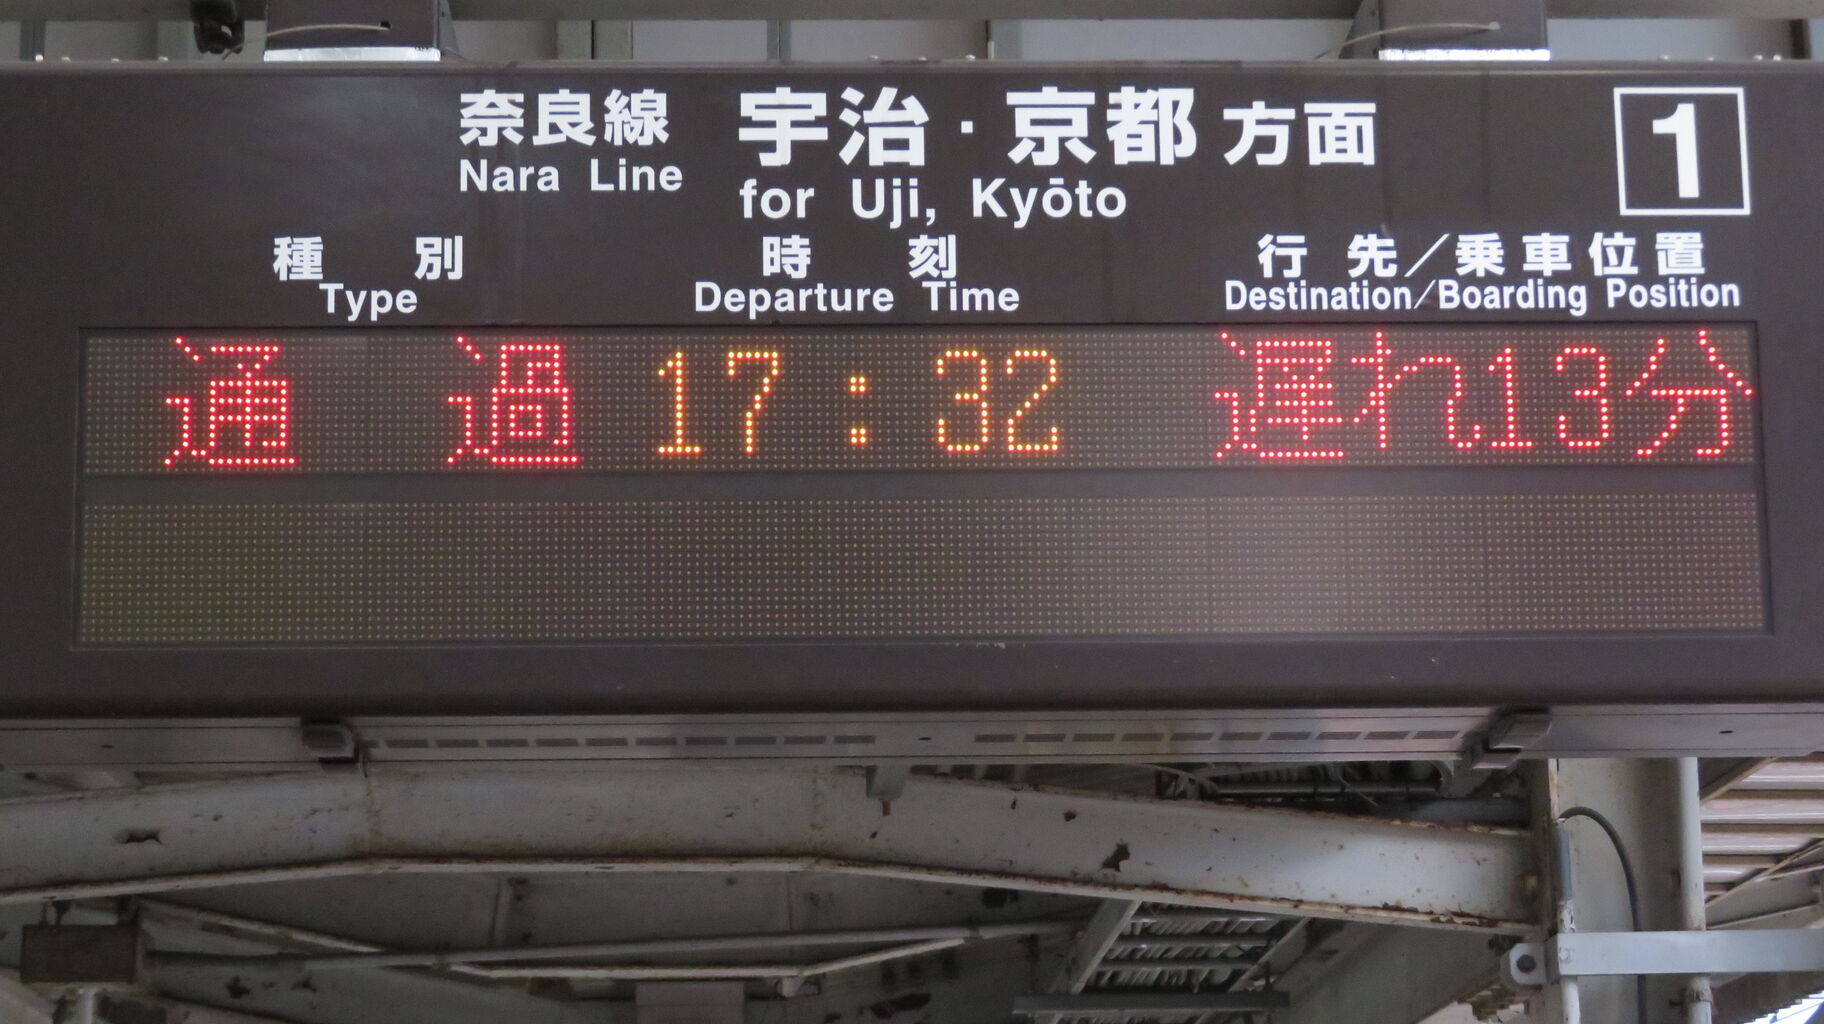 奈良線 宇治・京都方面 1
Nara Line for Uji, Kyōto
種別 時刻 行先/乗車位置
Type Departure Time Destination/Boarding Position
通過 17:32 遅れ13分